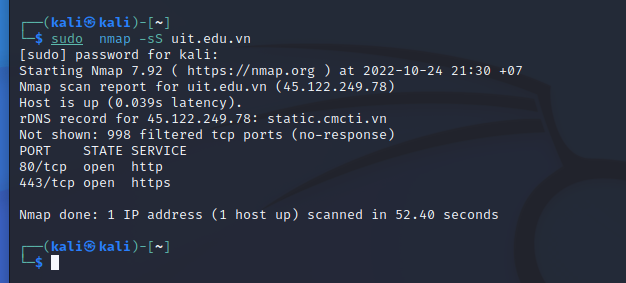 ┌──(kali㉿kali)-[~]
└─$ sudo  nmap -sS uit.edu.vn
[sudo] password for kali:
Starting Nmap 7.92 ( https://nmap.org ) at 2022-10-24 21:30 +07
Nmap scan report for uit.edu.vn (45.122.249.78)
Host is up (0.039s latency).
rDNS record for 45.122.249.78: static.cmcti.vn
Not shown: 998 filtered tcp ports (no-response)
PORT    STATE SERVICE
80/tcp  open  http
443/tcp open  https
Nmap done: 1 IP address (1 host up) scanned in 52.40 seconds
┌──(kali㉿kali)-[~]
└─$